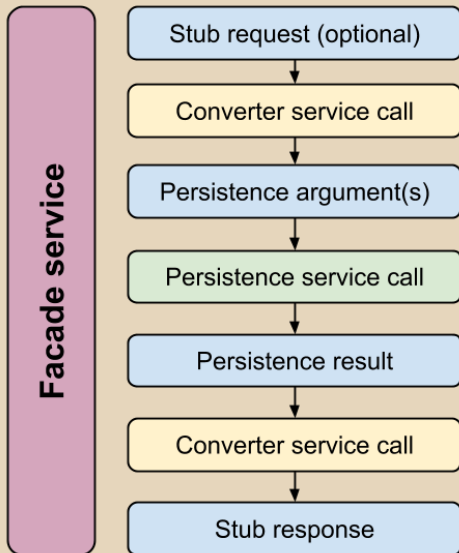 Facade service
Stub request (optional)
Converter service call
Persistence argument(s)
Persistence service call
Persistence result
Converter service call
Stub response